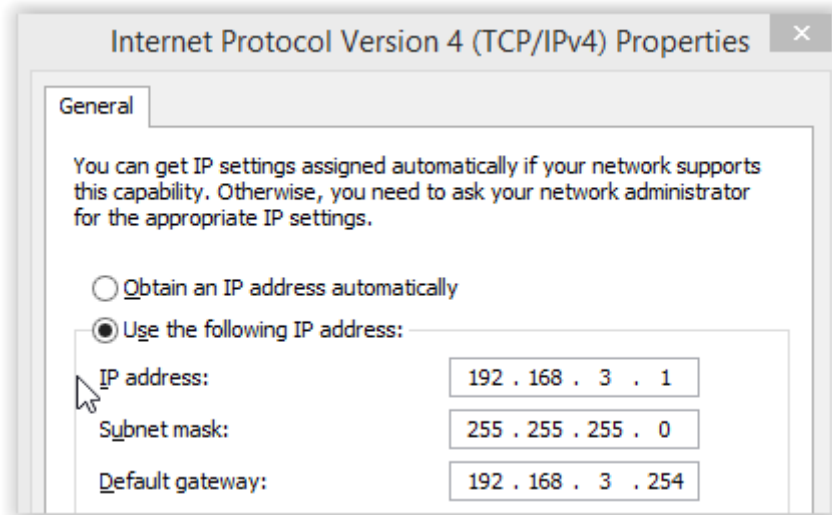 Internet Protocol Version 4 (TCP/IPv4) Properties
General
You can get IP settings assigned automatically if your network supports
this capability. Otherwise, you need to ask your network administrator
for the appropriate IP settings.
Obtain an IP address automatically
Use the following IP address:
IP address: 192 . 168 . 3 . 1
Subnet mask: 255 . 255 . 255 . 0
Default gateway: 192 . 168 . 3 . 254